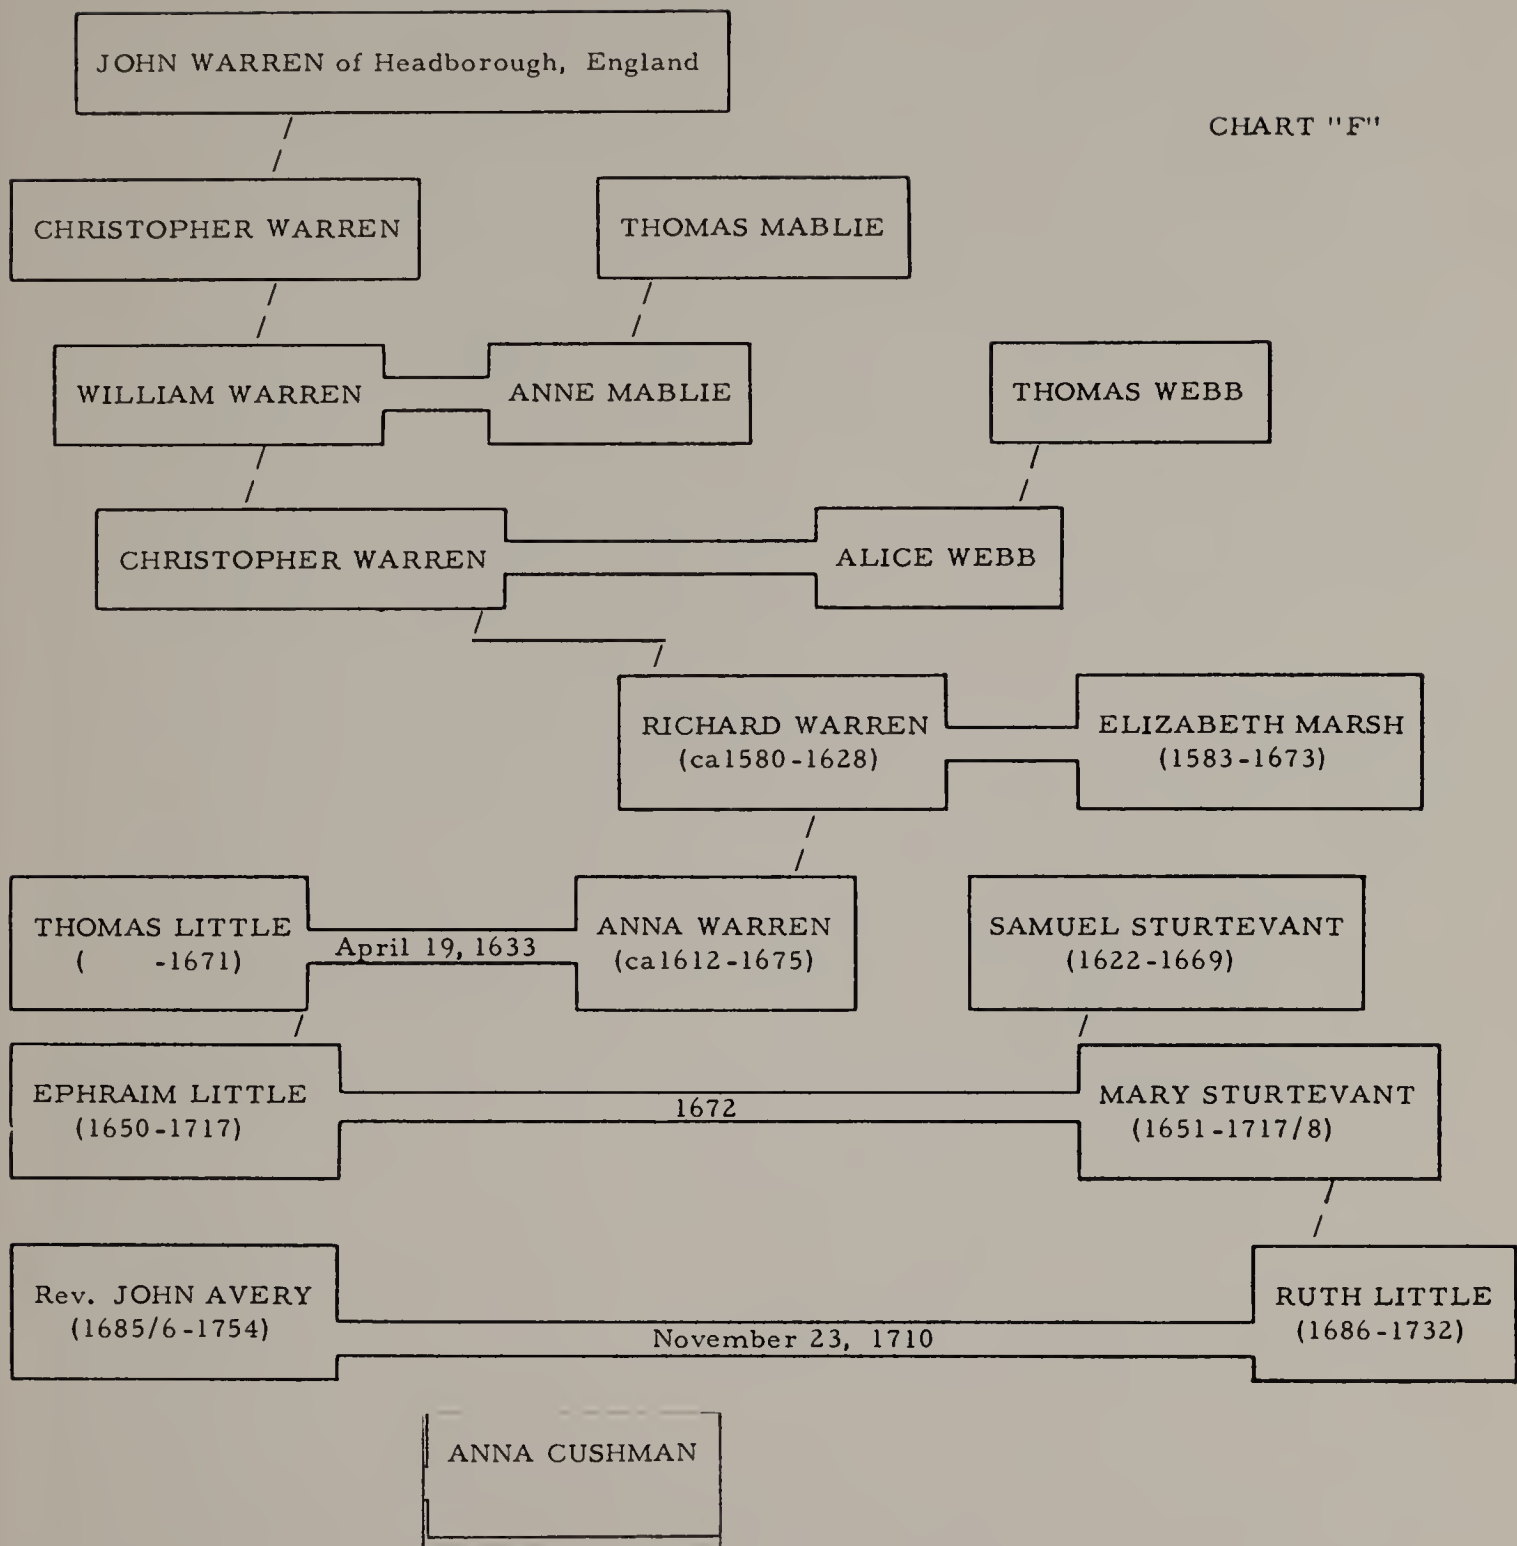 JOHN WARREN of Headborough, England
CHART "F"
CHRISTOPHER WARREN
THOMAS MABLIE
WILLIAM WARREN
ANNE MABLIE
THOMAS WEBB
CHRISTOPHER WARREN
ALICE WEBB
RICHARD WARREN
(ca1580-1628)
ELIZABETH MARSH
(1583-1673)
THOMAS LITTLE
(     -1671)
April 19, 1633
ANNA WARREN
(ca1612-1675)
SAMUEL STURTEVANT
(1622-1669)
EPHRAIM LITTLE
(1650-1717)
1672
MARY STURTEVANT
(1651-1717/8)
Rev. JOHN AVERY
(1685/6-1754)
November 23, 1710
RUTH LITTLE
(1686-1732)
ANNA CUSHMAN